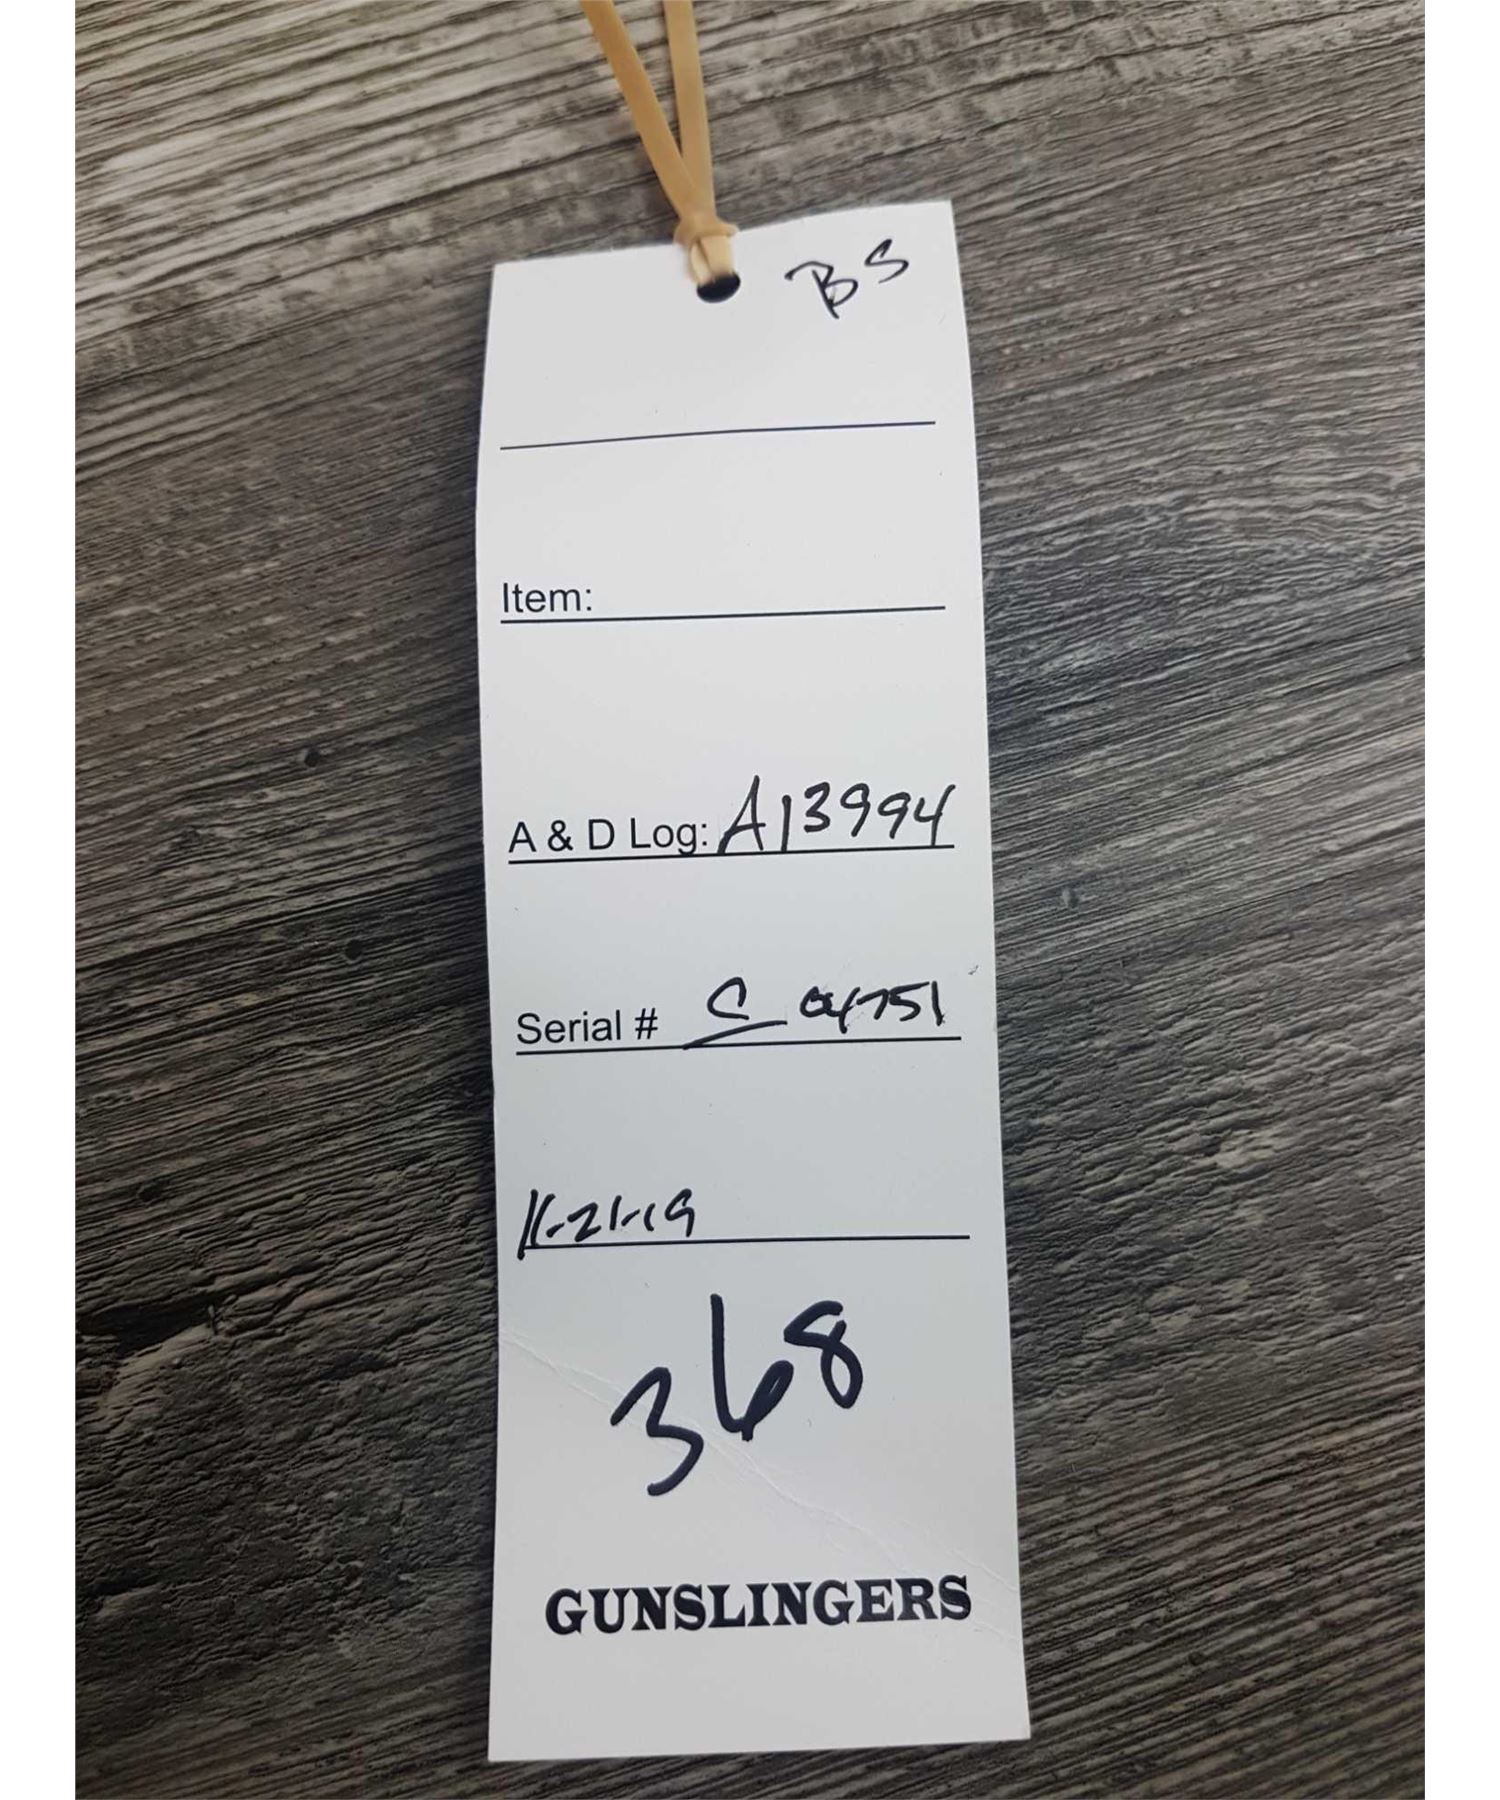 BS
Item:
A & D Log: A13994
Serial # C 04751
11-21-19
368
GUNSLINGERS